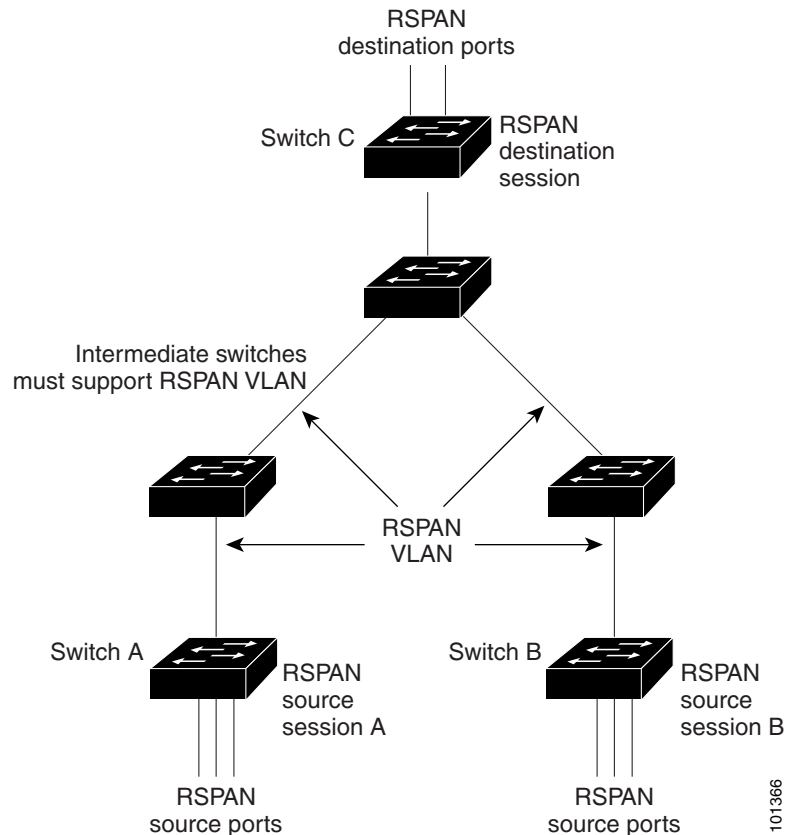 RSPAN
destination ports
Switch C
RSPAN
destination
session
Intermediate switches
must support RSPAN VLAN
RSPAN
VLAN
Switch A
RSPAN
source
session A
Switch B
RSPAN
source
session B
RSPAN
source ports
RSPAN
source ports
101366